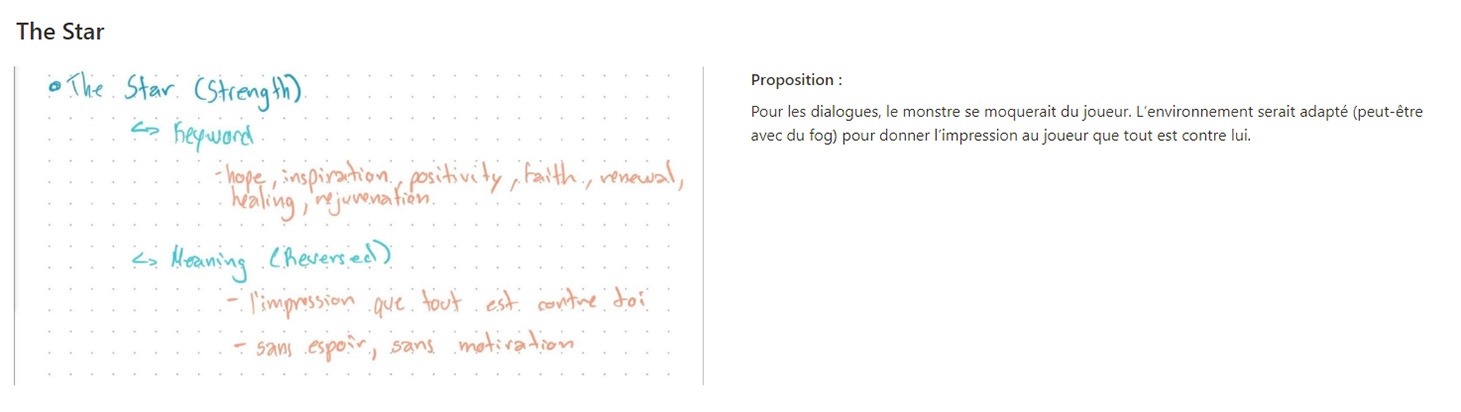 The Star
• The Star (Strength)
↪ Keyword
- hope, inspiration, positivity, faith, renewal,
healing, rejuvenation.
↪ Meaning (Reversed)
- l'impression que tout est contre toi
- sans espoir, sans motivation
Proposition :
Pour les dialogues, le monstre se moquerait du joueur. L'environnement serait adapté (peut-être
avec du fog) pour donner l'impression au joueur que tout est contre lui.